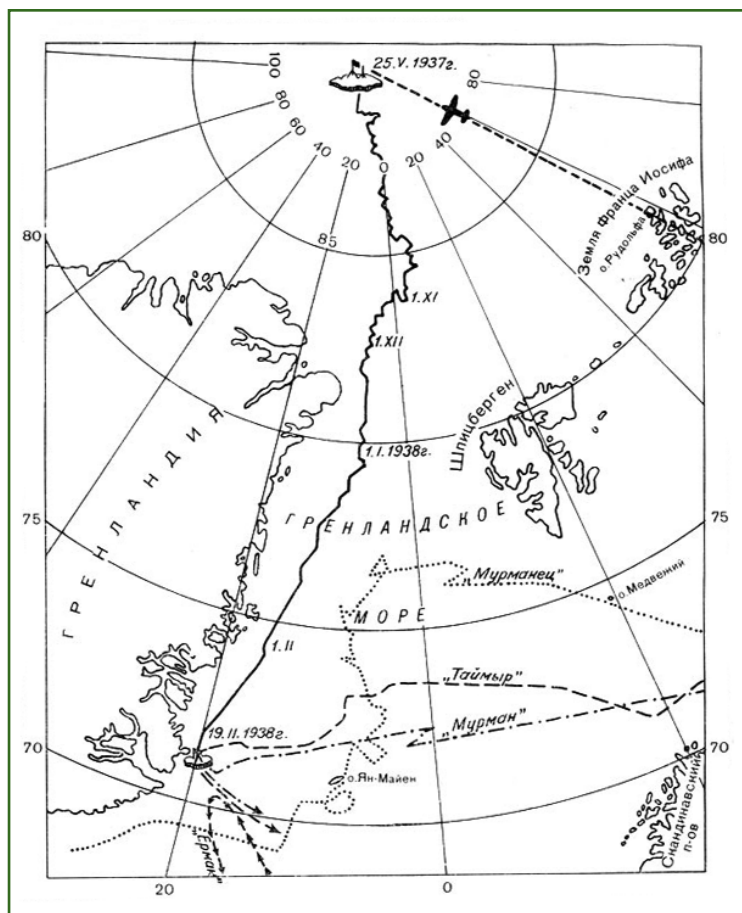 25.V.1937г.
100
80
60
40
20
0
20
40
80
80
85
80
Земля Франца Иосифа
о.Рудольфа
1.XI
1.XII
Шпицберген
1.I.1938г.
ГРЕНЛАНДИЯ
ГРЕНЛАНДСКОЕ
75
75
„Мурманец"
о.Медвежий
МОРЕ
1.II
„Таймыр"
„Мурман"
19.II.1938г.
70
70
о.Ян-Майен
Скандинавский
п-ов
„Ермак"
20
0